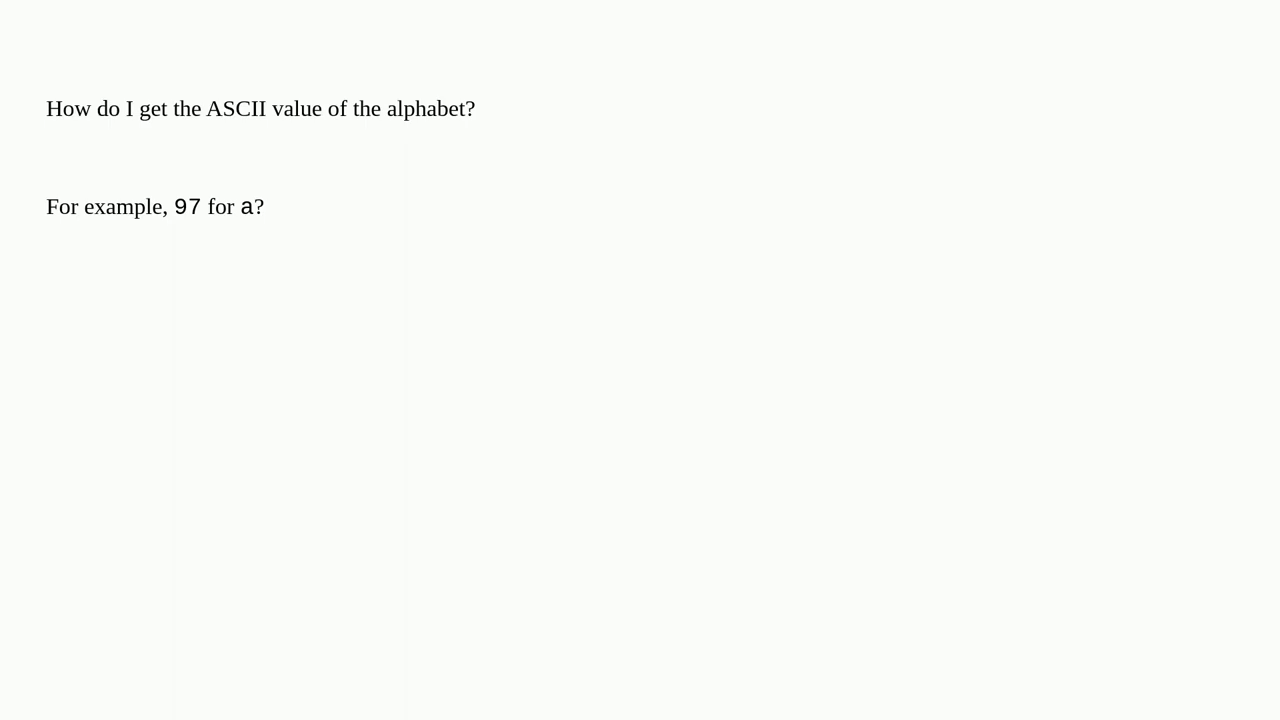 How do I get the ASCII value of the alphabet?
For example, 97 for a?